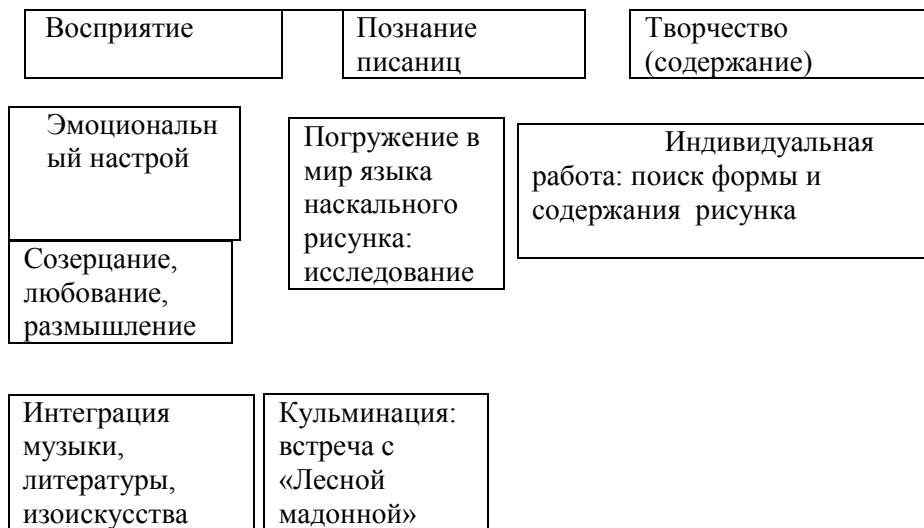 Восприятие
Познание
писаниц
Творчество
(содержание)
Эмоциональн
ый настрой
Погружение в
мир языка
наскального
рисунка:
исследование
Индивидуальная
работа: поиск формы и
содержания рисунка
Созерцание,
любование,
размышление
Интеграция
музыки,
литературы,
изоискусства
Кульминация:
встреча с
«Лесной
мадонной»